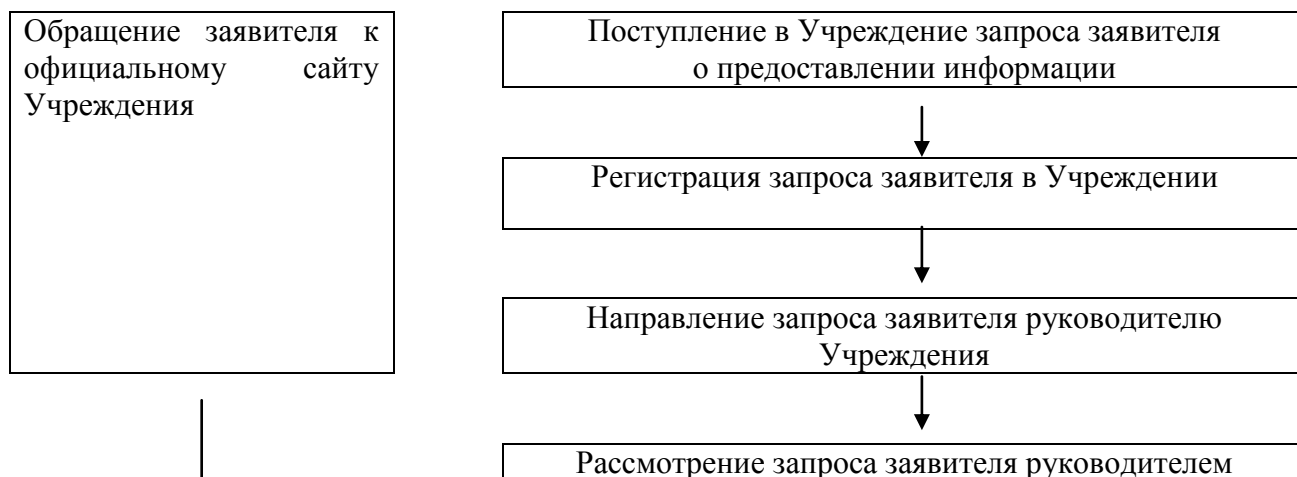 Обращение заявителя к
официальному сайту
Учреждения
Поступление в Учреждение запроса заявителя
о предоставлении информации
Регистрация запроса заявителя в Учреждении
Направление запроса заявителя руководителю
Учреждения
Рассмотрение запроса заявителя руководителем